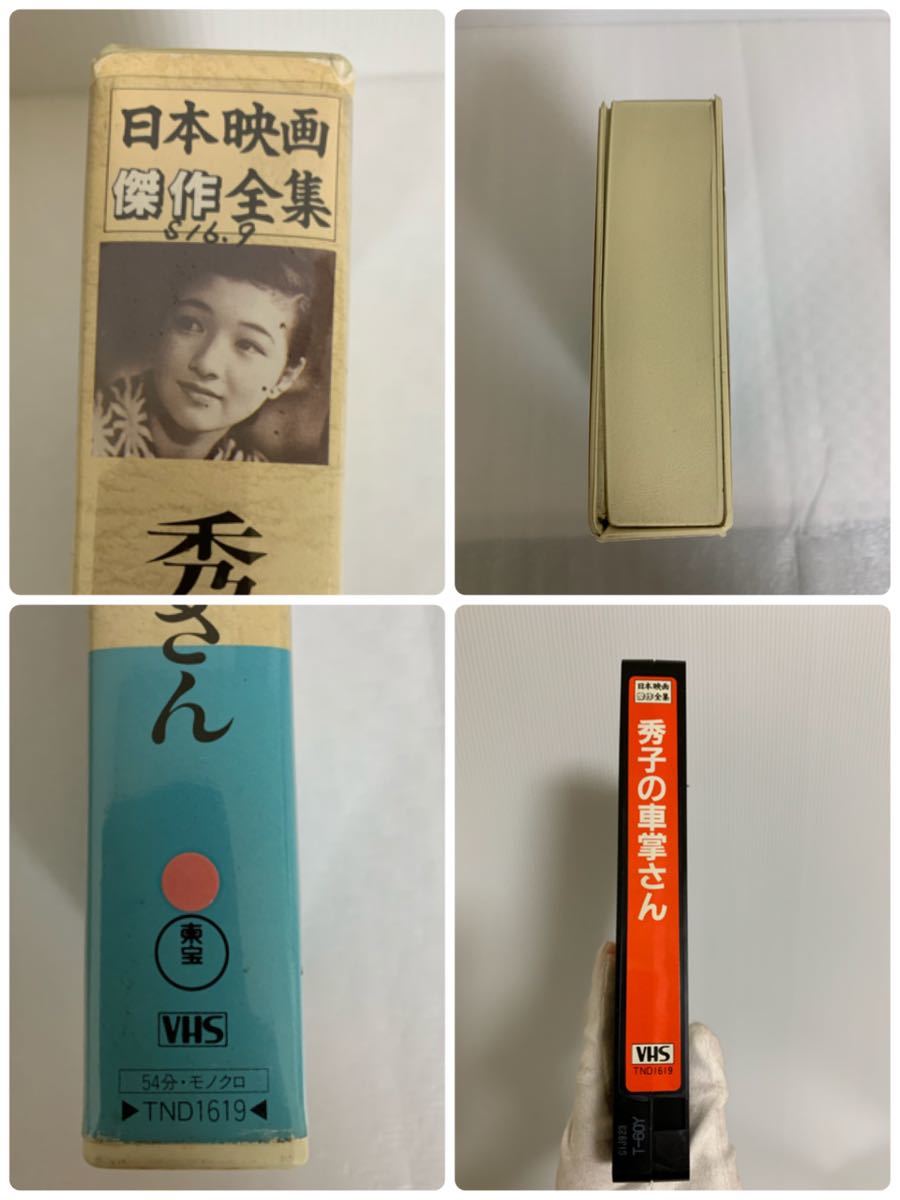 日本映画
傑作全集
S16.9
秀
さん
東宝
VHS
54分・モノクロ
▶TND1619◀
日本映画
傑作全集
秀子の車掌さん
VHS
TND1619
T-60Y